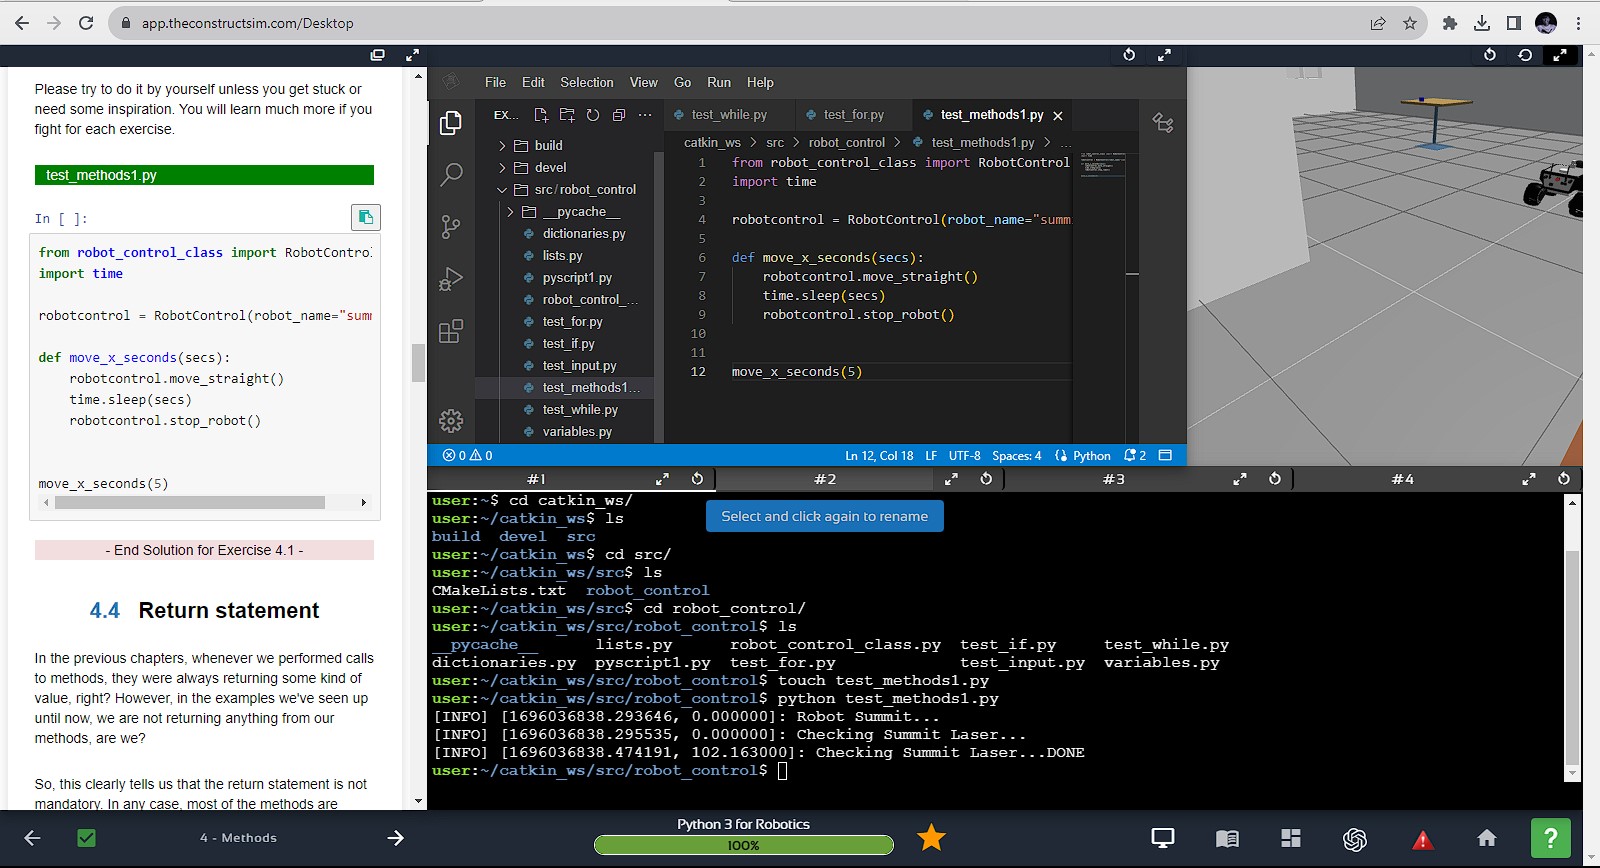 app.theconstructsim.com/Desktop
Please try to do it by yourself unless you get stuck or
need some inspiration. You will learn much more if you
fight for each exercise.
test_methods1.py
In [ ]:
from robot_control_class import RobotControl
import time
robotcontrol = RobotControl(robot_name="summ
def move_x_seconds(secs):
robotcontrol.move_straight()
time.sleep(secs)
robotcontrol.stop_robot()
move_x_seconds(5)
- End Solution for Exercise 4.1 -
4.4 Return statement
In the previous chapters, whenever we performed calls
to methods, they were always returning some kind of
value, right? However, in the examples we've seen up
until now, we are not returning anything from our
methods, are we?
So, this clearly tells us that the return statement is not
mandatory. In any case, most of the methods are
File Edit Selection View Go Run Help
EX...
build
devel
src/robot_control
__pycache__
dictionaries.py
lists.py
pyscript1.py
robot_control_...
test_for.py
test_if.py
test_input.py
test_methods1...
test_while.py
variables.py
test_while.py test_for.py test_methods1.py
catkin_ws > src > robot_control > test_methods1.py > ...
1 from robot_control_class import RobotControl
2 import time
3
4 robotcontrol = RobotControl(robot_name="summ
5
6 def move_x_seconds(secs):
7 robotcontrol.move_straight()
8 time.sleep(secs)
9 robotcontrol.stop_robot()
10
11
12 move_x_seconds(5)
0 0 Ln 12, Col 18 LF UTF-8 Spaces: 4 Python 2
#1 #2 #3 #4
Select and click again to rename
user:~$ cd catkin_ws/
user:~/catkin_ws$ ls
build devel src
user:~/catkin_ws$ cd src/
user:~/catkin_ws/src$ ls
CMakeLists.txt robot_control
user:~/catkin_ws/src$ cd robot_control/
user:~/catkin_ws/src/robot_control$ ls
__pycache__ lists.py robot_control_class.py test_if.py test_while.py
dictionaries.py pyscript1.py test_for.py test_input.py variables.py
user:~/catkin_ws/src/robot_control$ touch test_methods1.py
user:~/catkin_ws/src/robot_control$ python test_methods1.py
[INFO] [1696036838.293646, 0.000000]: Robot Summit...
[INFO] [1696036838.295535, 0.000000]: Checking Summit Laser...
[INFO] [1696036838.474191, 102.163000]: Checking Summit Laser...DONE
user:~/catkin_ws/src/robot_control$
4 - Methods
Python 3 for Robotics
100%
?